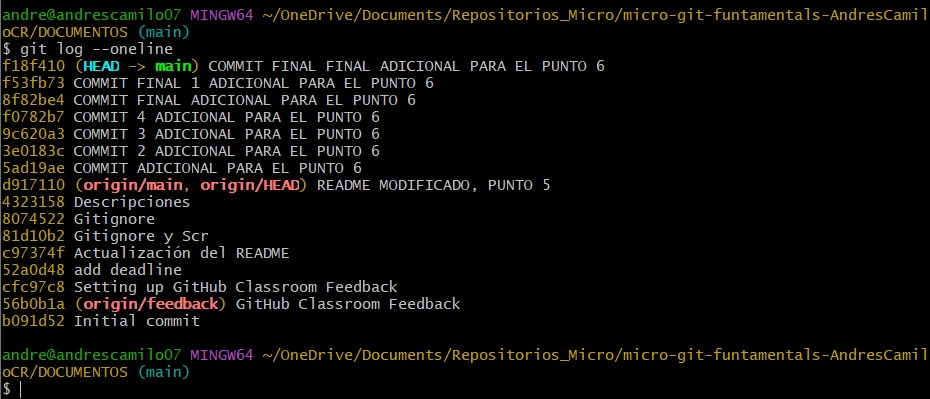 andre@andrescamilo07 MINGW64 ~/OneDrive/Documents/Repositorios_Micro/micro-git-funtamentals-AndresCamil
oCR/DOCUMENTOS (main)
$ git log --oneline
f18f410 (HEAD -> main) COMMIT FINAL FINAL ADICIONAL PARA EL PUNTO 6
f53fb73 COMMIT FINAL 1 ADICIONAL PARA EL PUNTO 6
8f82be4 COMMIT FINAL ADICIONAL PARA EL PUNTO 6
f0782b7 COMMIT 4 ADICIONAL PARA EL PUNTO 6
9c620a3 COMMIT 3 ADICIONAL PARA EL PUNTO 6
3e0183c COMMIT 2 ADICIONAL PARA EL PUNTO 6
5ad19ae COMMIT ADICIONAL PARA EL PUNTO 6
d917110 (origin/main, origin/HEAD) README MODIFICADO, PUNTO 5
4323158 Descripciones
8074522 Gitignore
81d10b2 Gitignore y Scr
c97374f Actualización del README
52a0d48 add deadline
cfc97c8 Setting up GitHub Classroom Feedback
56b0b1a (origin/feedback) GitHub Classroom Feedback
b091d52 Initial commit
andre@andrescamilo07 MINGW64 ~/OneDrive/Documents/Repositorios_Micro/micro-git-funtamentals-AndresCamil
oCR/DOCUMENTOS (main)
$